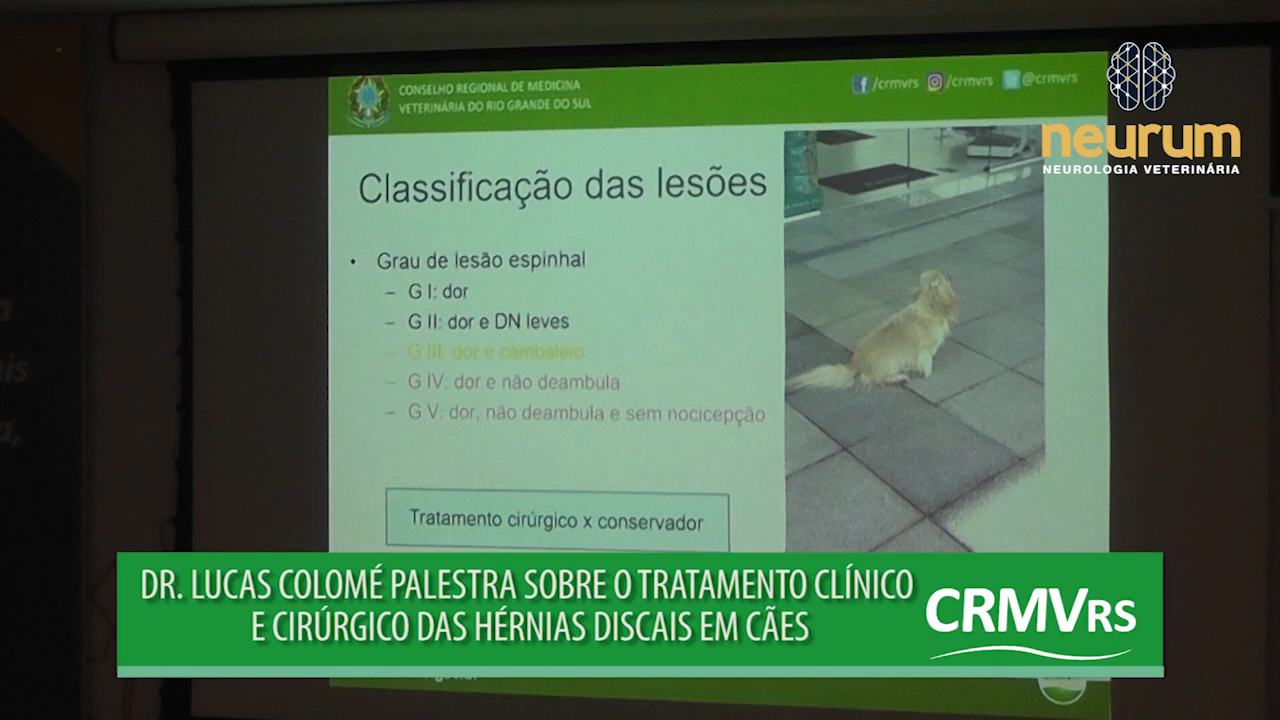 CONSELHO REGIONAL DE MEDICINA
VETERINÁRIA DO RIO GRANDE DO SUL
/crmvrs /crmvrs @crmvrs
neurum
NEUROLOGIA VETERINÁRIA
Classificação das lesões
• Grau de lesão espinhal
– G I: dor
– G II: dor e DN leves
– G III: dor e cambaleio
– G IV: dor e não deambula
– G V: dor, não deambula e sem nocicepção
Tratamento cirúrgico x conservador
DR. LUCAS COLOMÉ PALESTRA SOBRE O TRATAMENTO CLÍNICO
E CIRÚRGICO DAS HÉRNIAS DISCAIS EM CÃES
CRMVRS